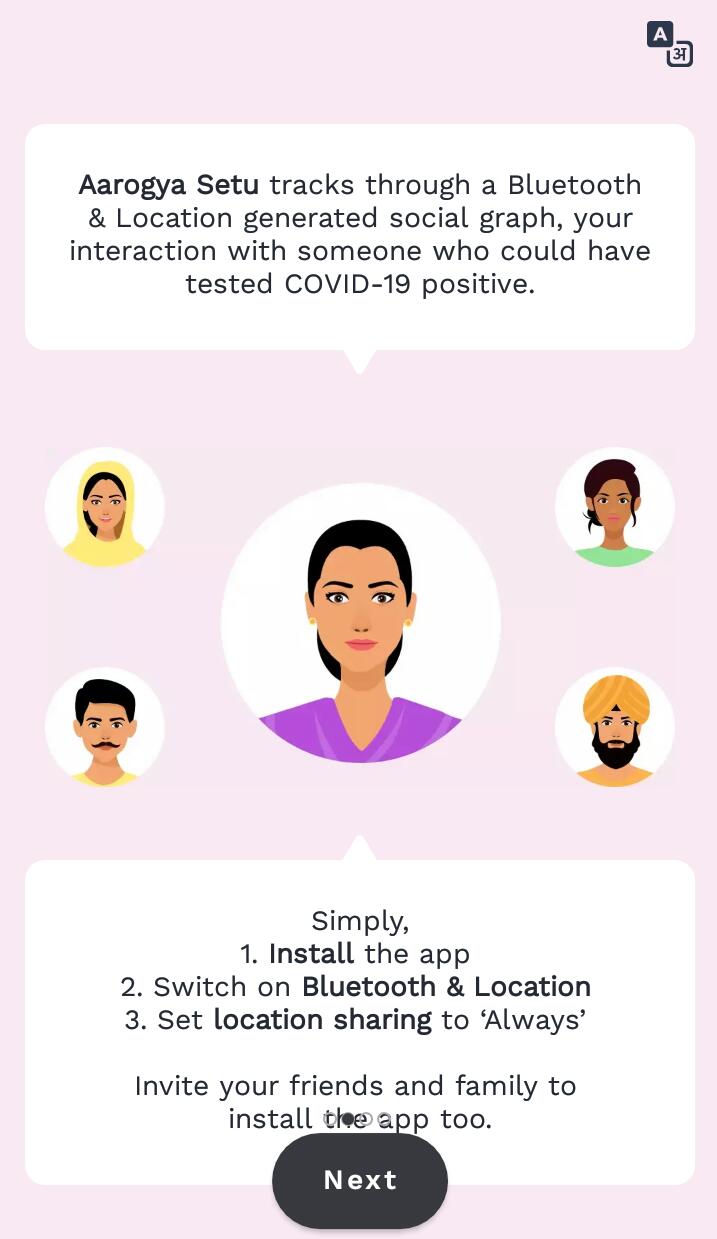 A
अ
Aarogya Setu tracks through a Bluetooth
& Location generated social graph, your
interaction with someone who could have
tested COVID-19 positive.
Simply,
1. Install the app
2. Switch on Bluetooth & Location
3. Set location sharing to ‘Always’
Invite your friends and family to
install the app too.
Next